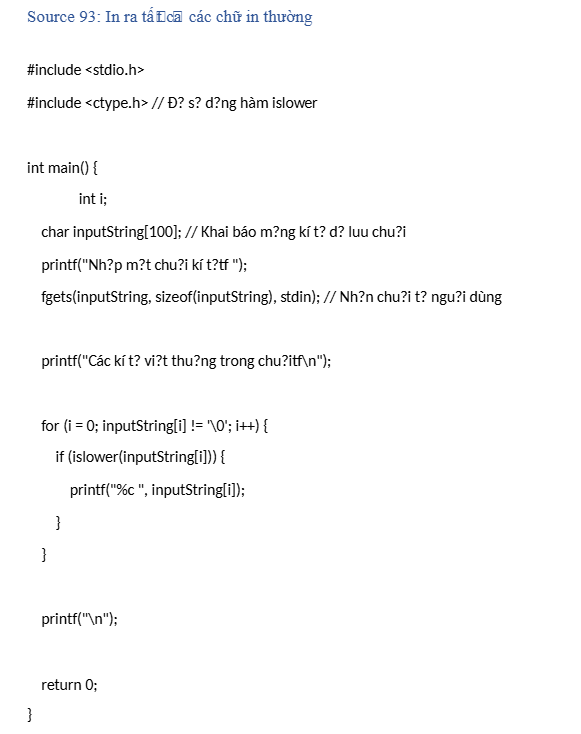 Source 93: In ra tất cả các chữ in thường
#include <stdio.h>
#include <ctype.h> // Đ? s? d?ng hàm islower
int main() {
int i;
char inputString[100]; // Khai báo m?ng kí t? d? luu chu?i
printf("Nh?p m?t chu?i kí t?tf ");
fgets(inputString, sizeof(inputString), stdin); // Nh?n chu?i t? ngu?i dùng
printf("Các kí t? vi?t thu?ng trong chu?itf\n");
for (i = 0; inputString[i] != '\0'; i++) {
if (islower(inputString[i])) {
printf("%c ", inputString[i]);
}
}
printf("\n");
return 0;
}